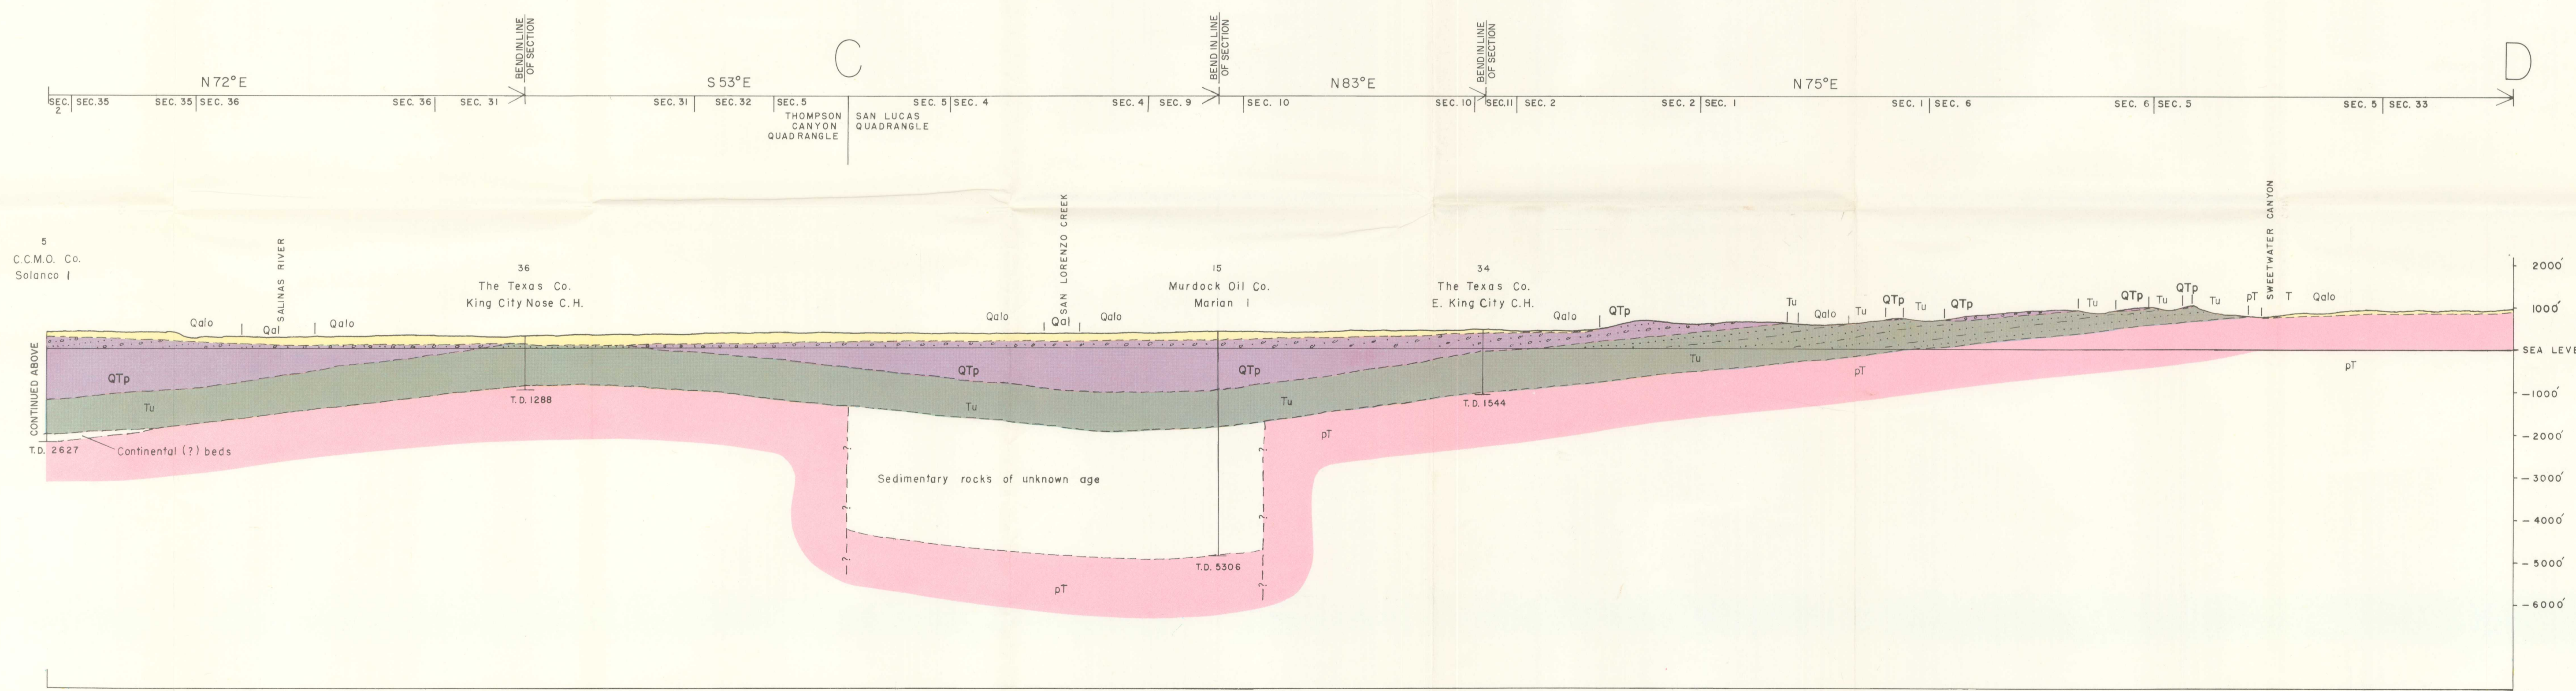 BEND IN LINE
OF SECTION
C
BEND IN LINE
OF SECTION
BEND IN LINE
OF SECTION
D
N 72° E
S 53° E
N 83° E
N 75° E
SEC. 2
SEC. 35
SEC. 35
SEC. 36
SEC. 36
SEC. 31
SEC. 31
SEC. 32
SEC. 5
SEC. 5
SEC. 4
SEC. 4
SEC. 9
SEC. 10
SEC. 10
SEC. 11
SEC. 2
SEC. 2
SEC. 1
SEC. 1
SEC. 6
SEC. 6
SEC. 5
SEC. 5
SEC. 33
THOMPSON
CANYON
QUADRANGLE
SAN LUCAS
QUADRANGLE
5
C.C.M.O. Co.
Solanco 1
SALINAS RIVER
36
The Texas Co.
King City Nose C.H.
SAN LORENZO CREEK
15
Murdock Oil Co.
Marian 1
34
The Texas Co.
E. King City C.H.
SWEETWATER CANYON
Qalo
Qal
Qalo
Qalo
Qal
Qalo
Qalo
QTp
Tu
Qalo
Tu
QTp
Tu
QTp
Tu
QTp
Tu
QTp
Tu
pT
T
Qalo
2000'
1000'
SEA LEVE
-1000'
-2000'
-3000'
-4000'
-5000'
-6000'
CONTINUED ABOVE
QTp
Tu
T.D. 2627
Continental (?) beds
T.D. 1288
QTp
Tu
QTp
Tu
T.D. 1544
Tu
pT
pT
pT
?
?
?
?
?
?
Sedimentary rocks of unknown age
T.D. 5306
pT